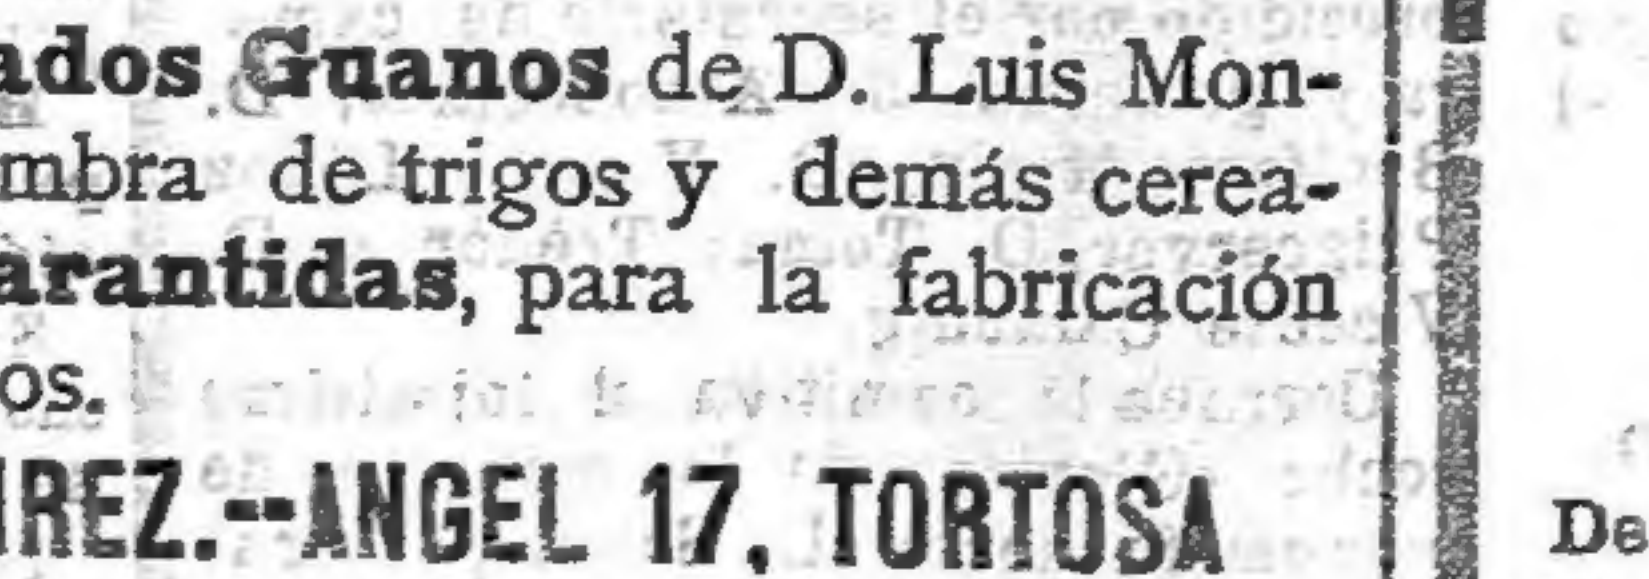 ados Guanos de D. Luis Mon-
mbra de trigos y demás cerea-
arantidas, para la fabricación
os.
IREZ.--ANGEL 17, TORTOSA
De